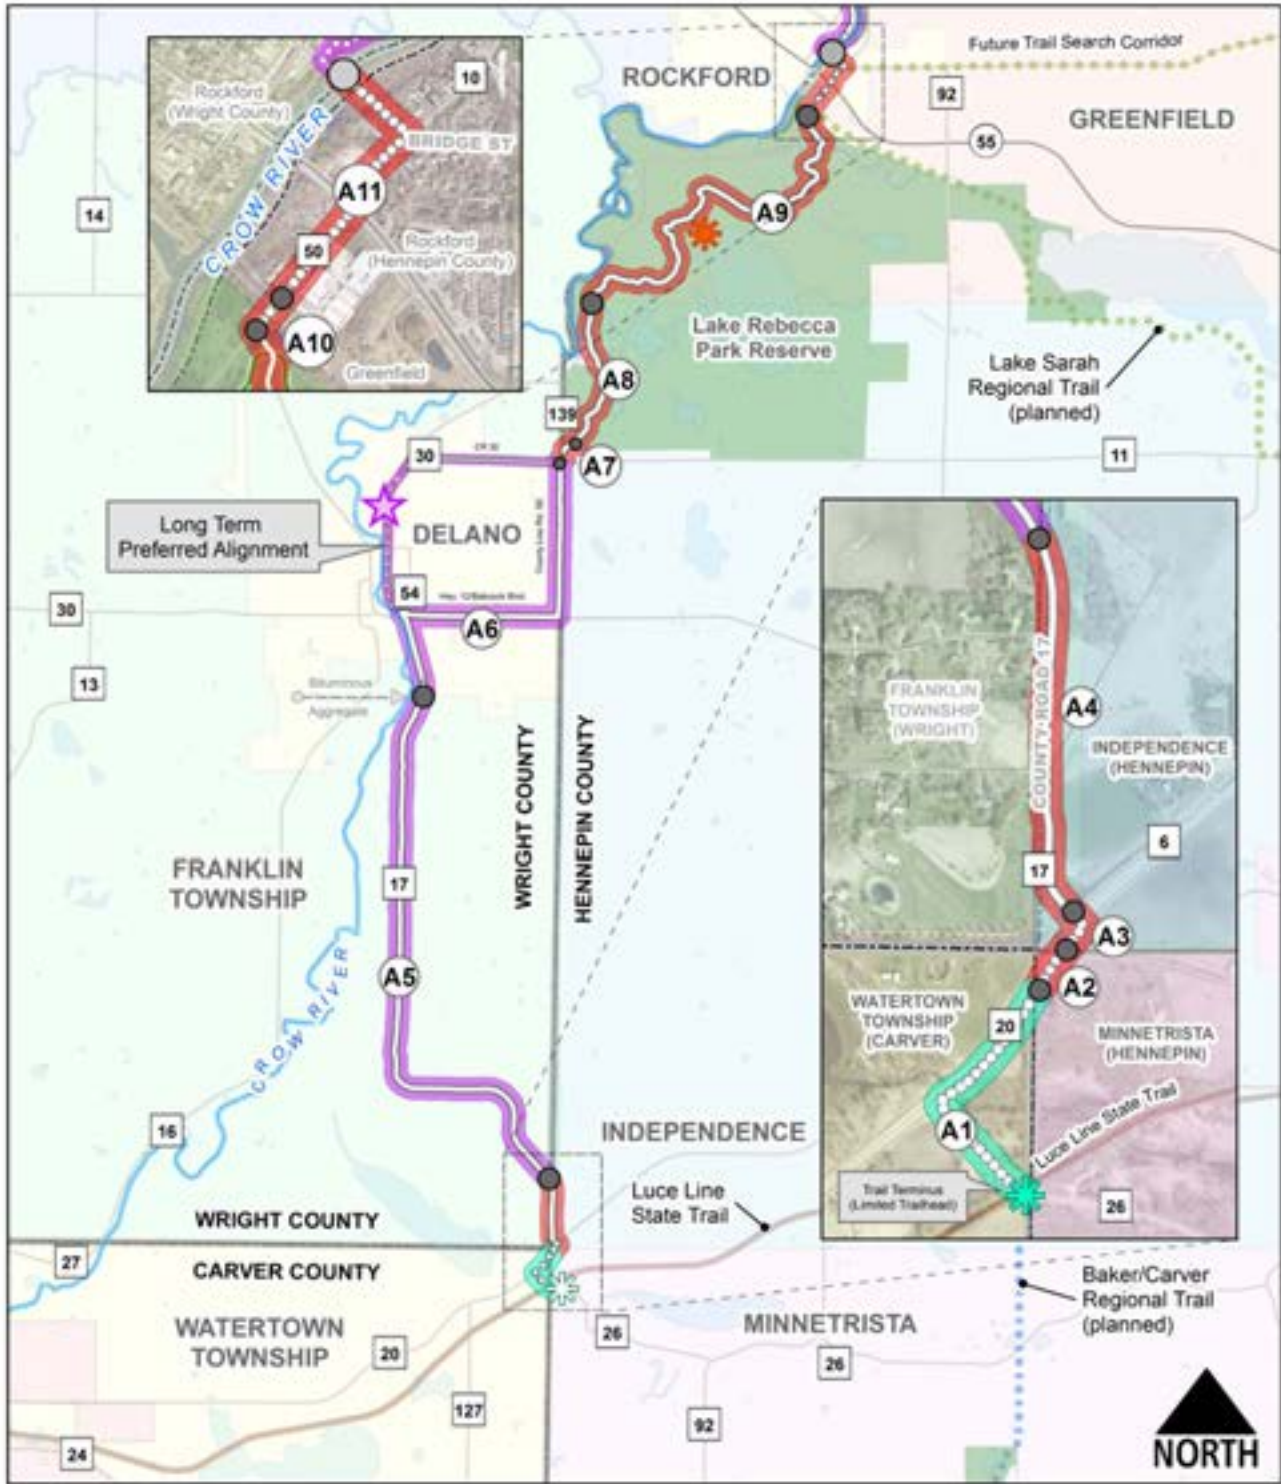 Future Trail Search Corridor
ROCKFORD
92
GREENFIELD
55
10
Rockford
(Wright County)
BRIDGE ST
CROW RIVER
A11
50
Rockford
(Hennepin County)
A10
Greenfield
14
A9
Lake Rebecca
Park Reserve
Lake Sarah
Regional Trail
(planned)
A8
139
11
A7
30
Long Term
Preferred Alignment
DELANO
54
A6
30
13
Bituminous
Aggregate
WRIGHT COUNTY
HENNEPIN COUNTY
FRANKLIN
TOWNSHIP
17
A5
CROW RIVER
16
FRANKLIN
TOWNSHIP
(WRIGHT)
COUNTY ROAD 17
A4
INDEPENDENCE
(HENNEPIN)
6
17
A3
A2
WATERTOWN
TOWNSHIP
(CARVER)
20
MINNETRISTA
(HENNEPIN)
A1
Luce Line State Trail
Trail Terminus
(Limited Trailhead)
26
INDEPENDENCE
Luce Line
State Trail
WRIGHT COUNTY
CARVER COUNTY
27
WATERTOWN
TOWNSHIP
20
26
MINNETRISTA
26
Baker/Carver
Regional Trail
(planned)
127
92
24
NORTH